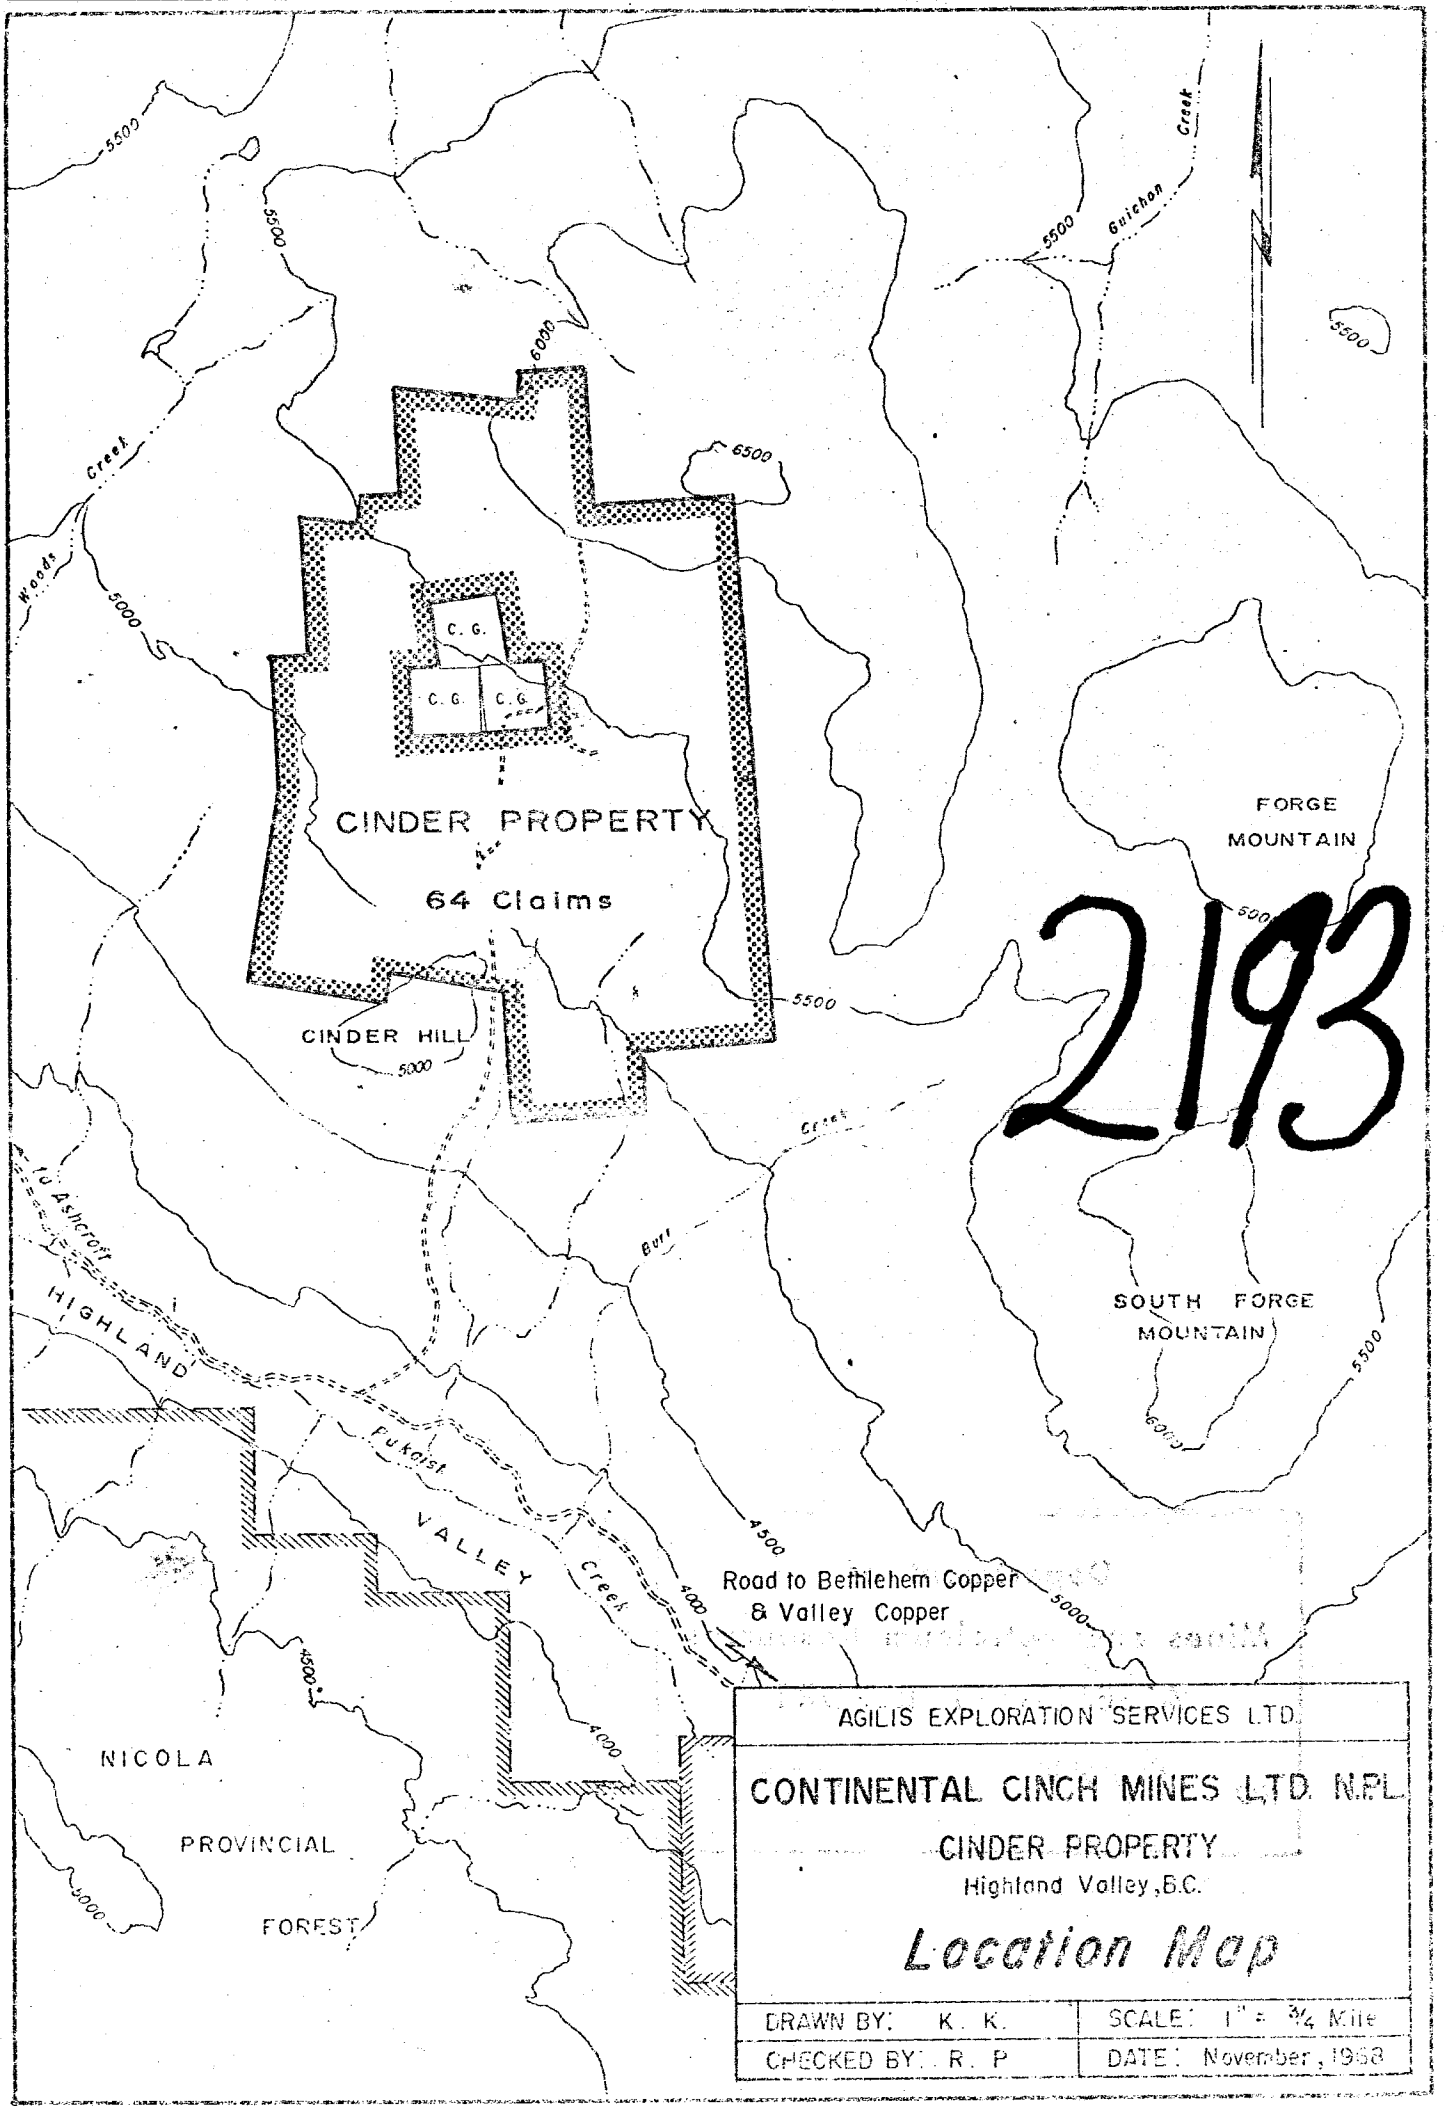 5500
5500
Creek
Guichon
5500
5500
6000
6500
Creek
Woods
5000
C. G.
C. G.
C. G.
CINDER PROPERTY
64 Claims
FORGE
MOUNTAIN
2193
5500
CINDER HILL
5000
Creek
Burr
to Ashcroft
HIGHLAND
VALLEY
SOUTH FORGE
MOUNTAIN
5500
6000
Pukaist
Creek
4500
4000
5000
Road to Bethlehem Copper
& Valley Copper
4500
4000
NICOLA
PROVINCIAL
FOREST
5000
AGILIS EXPLORATION SERVICES LTD.
CONTINENTAL CINCH MINES LTD. N.P.L.
CINDER PROPERTY
Highland Valley, B.C.
Location Map
DRAWN BY: K. K.
SCALE: 1" = 3/4 Mile
CHECKED BY: R. P
DATE: November, 1968